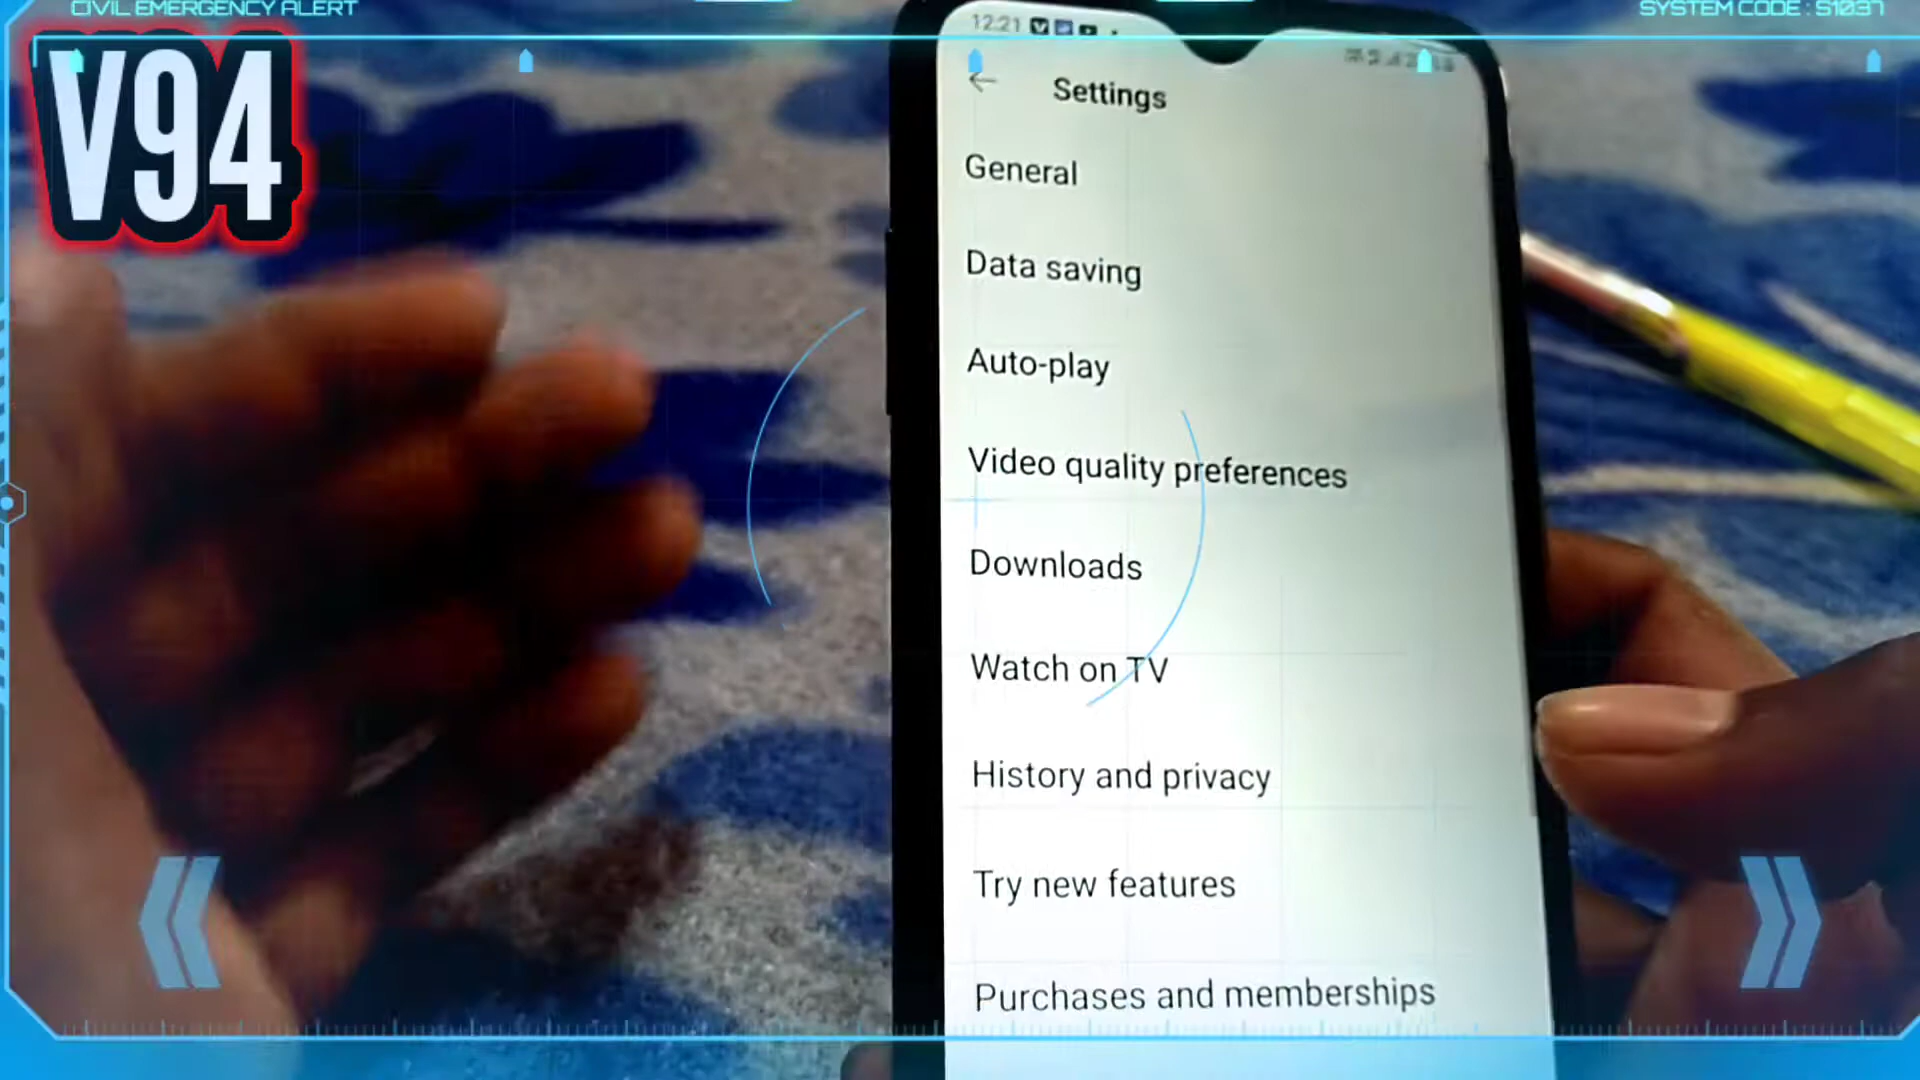 CIVIL EMERGENCY ALERT
SYSTEM CODE : S1037
V94
12:21
Settings
General
Data saving
Auto-play
Video quality preferences
Downloads
Watch on TV
History and privacy
Try new features
Purchases and memberships